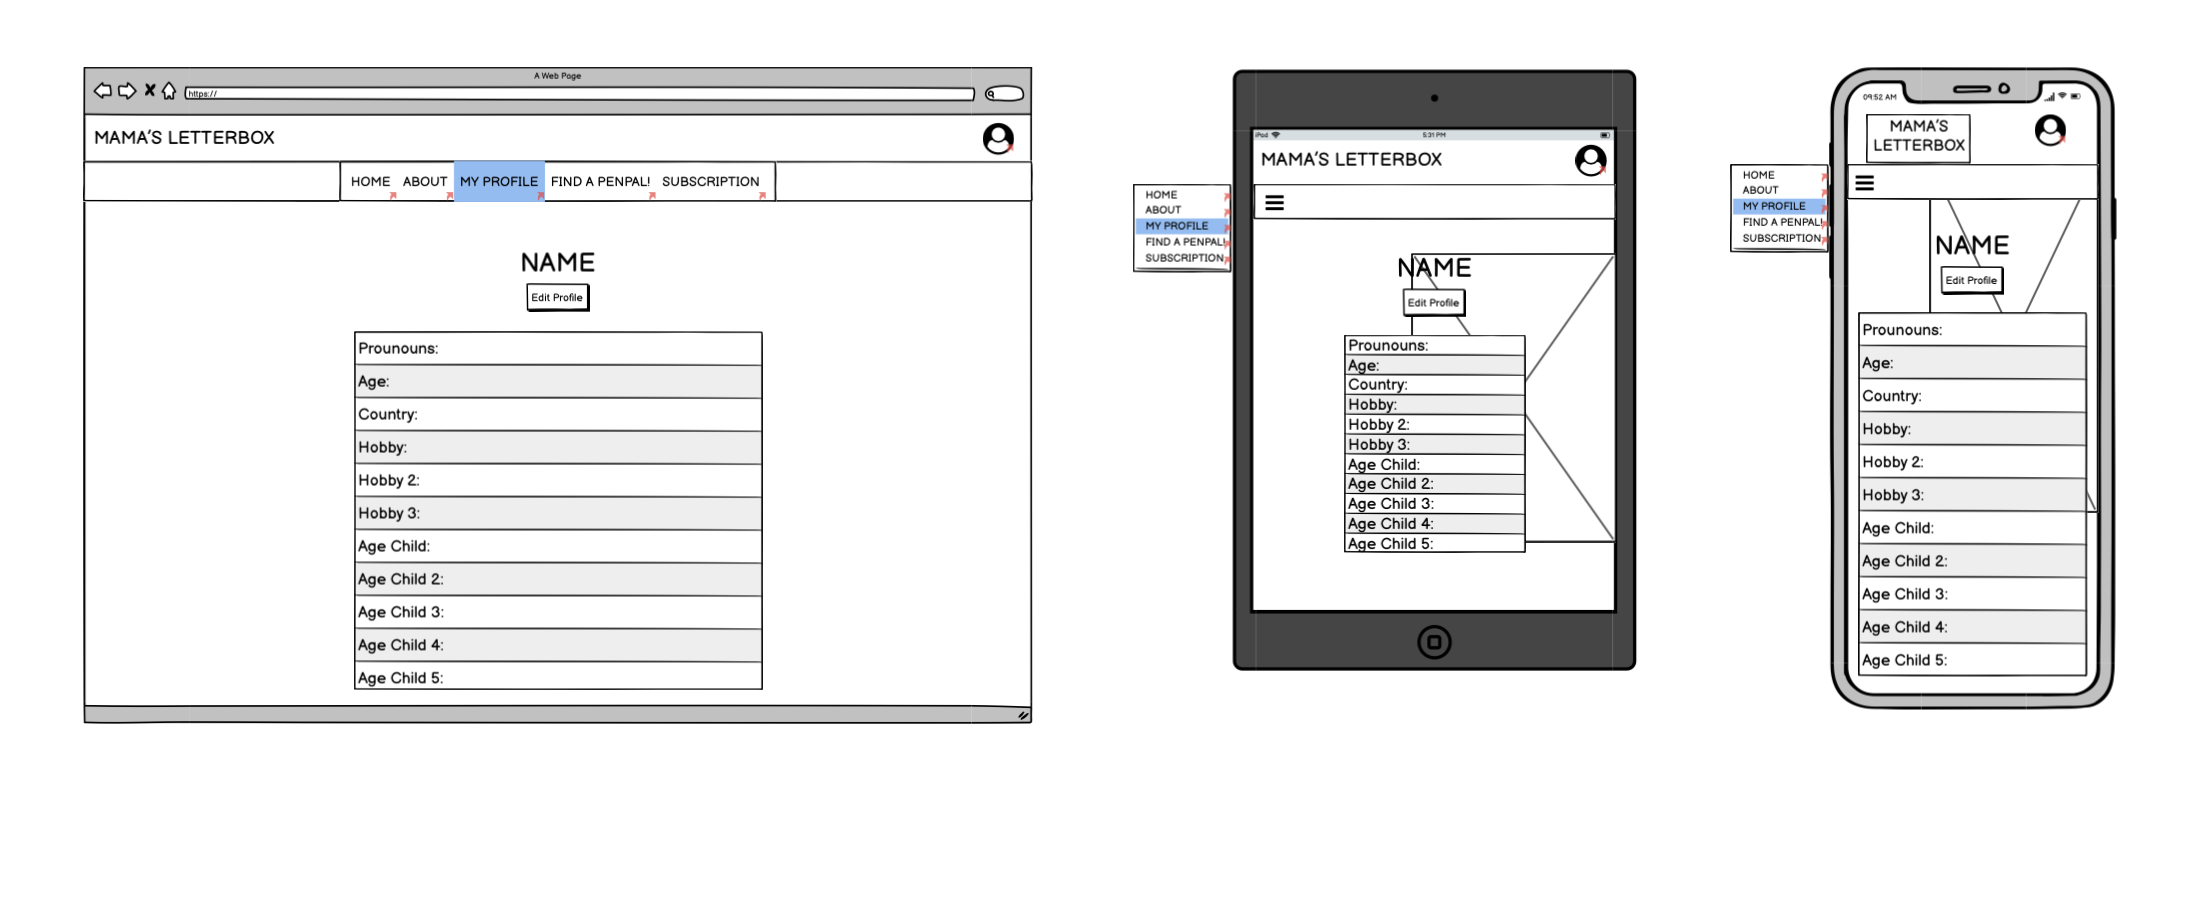 A Web Page
https://
MAMA'S LETTERBOX
HOME ABOUT MY PROFILE FIND A PENPAL! SUBSCRIPTION
NAME
Edit Profile
Prounouns:
Age:
Country:
Hobby:
Hobby 2:
Hobby 3:
Age Child:
Age Child 2:
Age Child 3:
Age Child 4:
Age Child 5:
HOME
ABOUT
MY PROFILE
FIND A PENPAL!
SUBSCRIPTION
iPod 5:31 PM
MAMA'S LETTERBOX
NAME
Edit Profile
Prounouns:
Age:
Country:
Hobby:
Hobby 2:
Hobby 3:
Age Child:
Age Child 2:
Age Child 3:
Age Child 4:
Age Child 5:
HOME
ABOUT
MY PROFILE
FIND A PENPAL!
SUBSCRIPTION
09:52 AM
MAMA'S
LETTERBOX
NAME
Edit Profile
Prounouns:
Age:
Country:
Hobby:
Hobby 2:
Hobby 3:
Age Child:
Age Child 2:
Age Child 3:
Age Child 4:
Age Child 5: